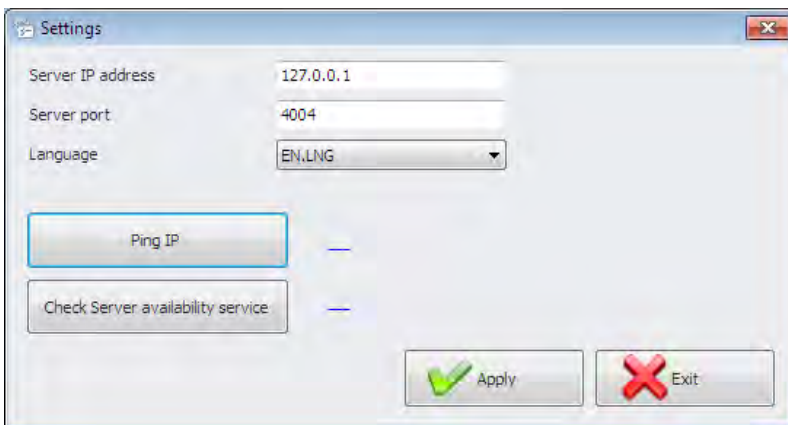 Settings
Server IP address 127.0.0.1
Server port 4004
Language EN.LNG
Ping IP
Check Server availability service
Apply Exit